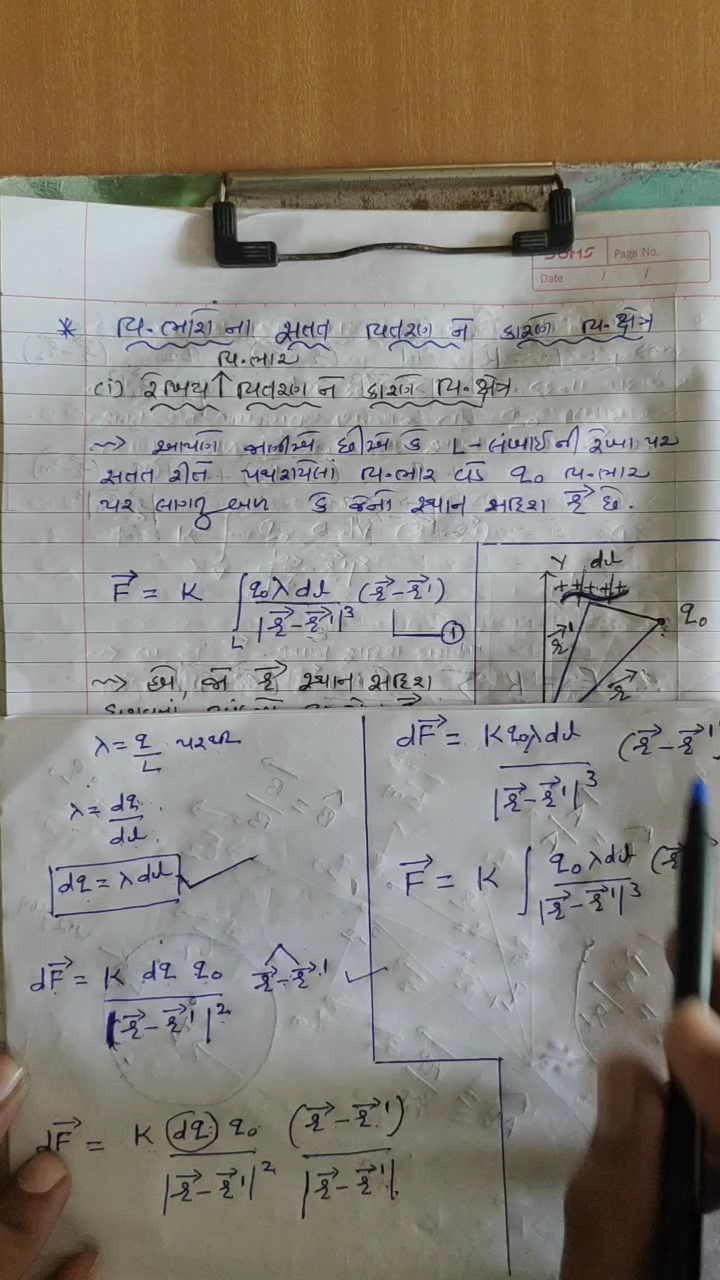 SOMS Page No.
Date / /
* વિ.ભારોના સતત વિતરણને કારણે વિ.ક્ષેત્ર
વિ.ભાર
(i) રેખિય ↑ વિતરણને કારણે વિ.ક્ષેત્ર.
~~> આપણે જાણીએ છીએ કે L-લંબાઈની રેખા પર
સતત રીતે પથરાયેલાં વિ.ભાર વડે q₀ વિ.ભાર
પર લાગતુ બળ કે જેનો સ્થાન સદિશ r⃗ છે.
F⃗ = K ∫_L q₀λdl / |r⃗-r⃗'|³ (r⃗-r⃗') ①
Y dl
+++++
q₀
r⃗' r⃗
~~> હવે, જો r⃗ સ્થાન સદિશ
λ = q/L
λ = dq/dl
dq = λdl
dF⃗ = K dq q₀ / |r⃗-r⃗'|² r⃗-r⃗'^
dF⃗ = K dq q₀ / |r⃗-r⃗'|² (r⃗-r⃗') / |r⃗-r⃗'|
dF⃗ = Kq₀λdl / |r⃗-r⃗'|³ (r⃗-r⃗'
F⃗ = K ∫ q₀λdl / |r⃗-r⃗'|³ (r⃗